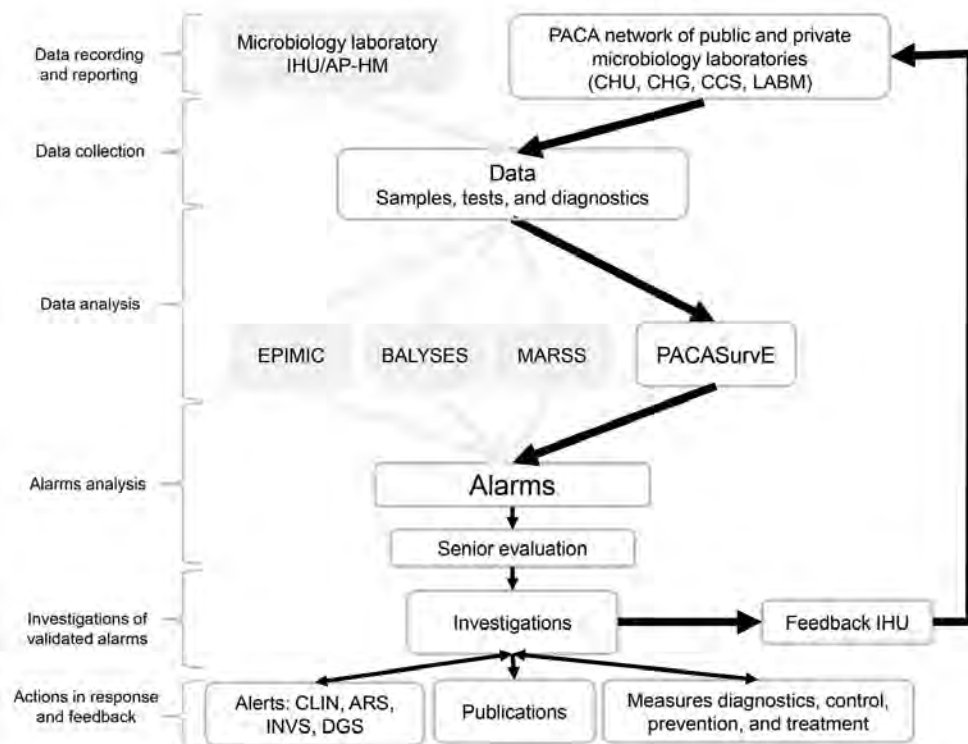 Data recording
and reporting
Microbiology laboratory
IHU/AP-HM
PACA network of public and private
microbiology laboratories
(CHU, CHG, CCS, LABM)
Data collection
Data
Samples, tests, and diagnostics
Data analysis
EPIMIC
BALYSES
MARSS
PACASurvE
Alarms analysis
Alarms
Senior evaluation
Investigations of
validated alarms
Investigations
Feedback IHU
Actions in response
and feedback
Alerts: CLIN, ARS,
INVS, DGS
Publications
Measures diagnostics, control,
prevention, and treatment